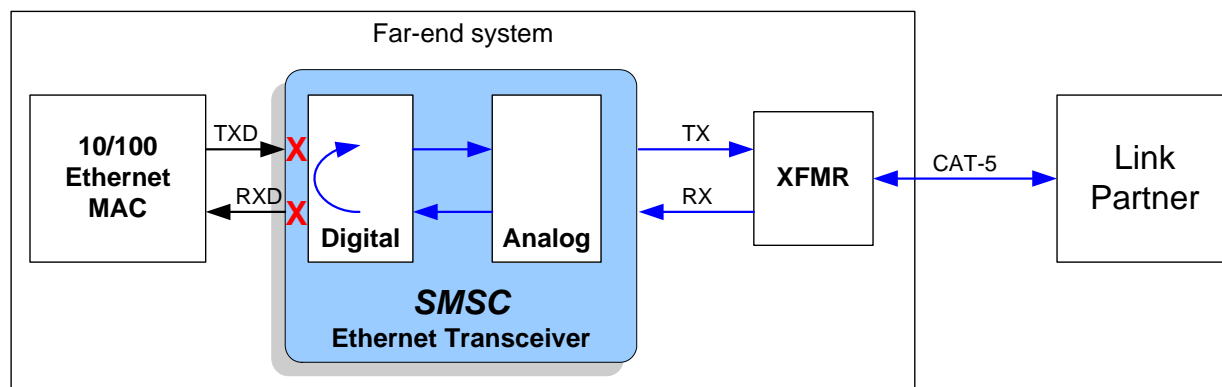 Far-end system
10/100
Ethernet
MAC
TXD
RXD
X
X
Digital
Analog
SMSC
Ethernet Transceiver
TX
RX
XFMR
CAT-5
Link
Partner